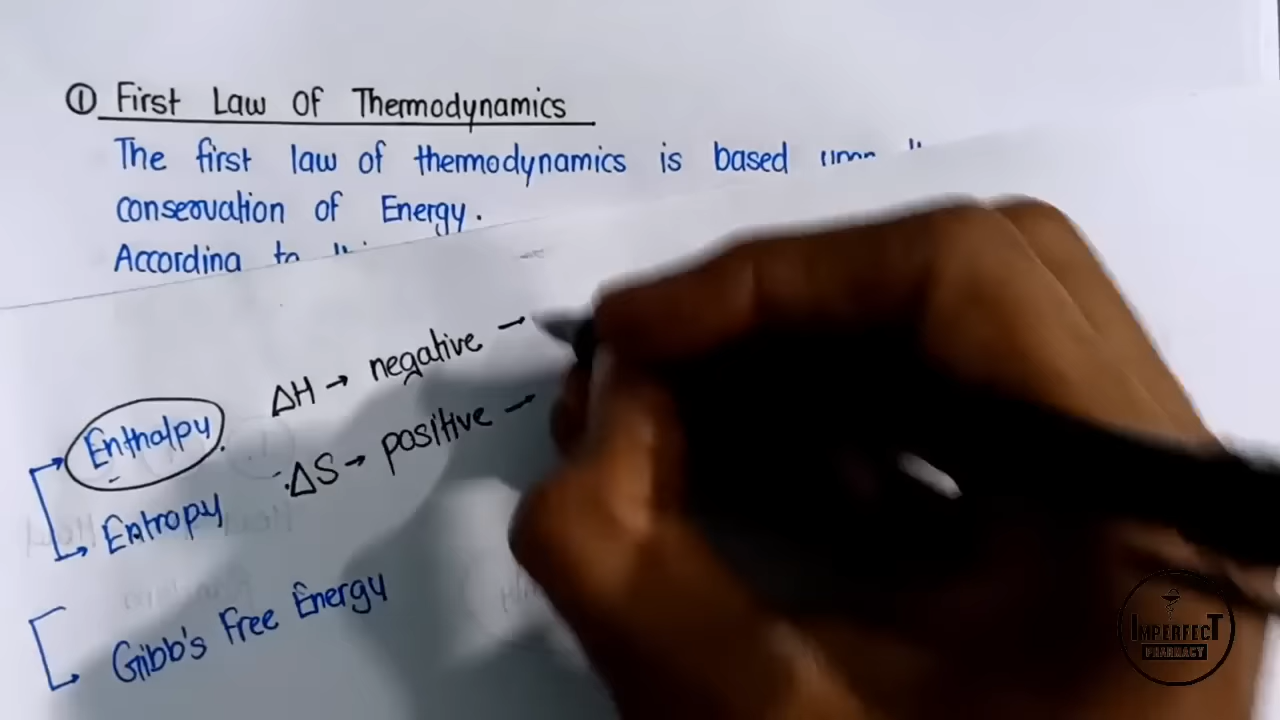 ① First Law Of Thermodynamics
The first law of thermodynamics is based
conservation of Energy.
According to
ΔH → negative →
Enthalpy
ΔS → positive →
Entropy
Gibb's Free Energy
IMPERFECT
PHARMACY